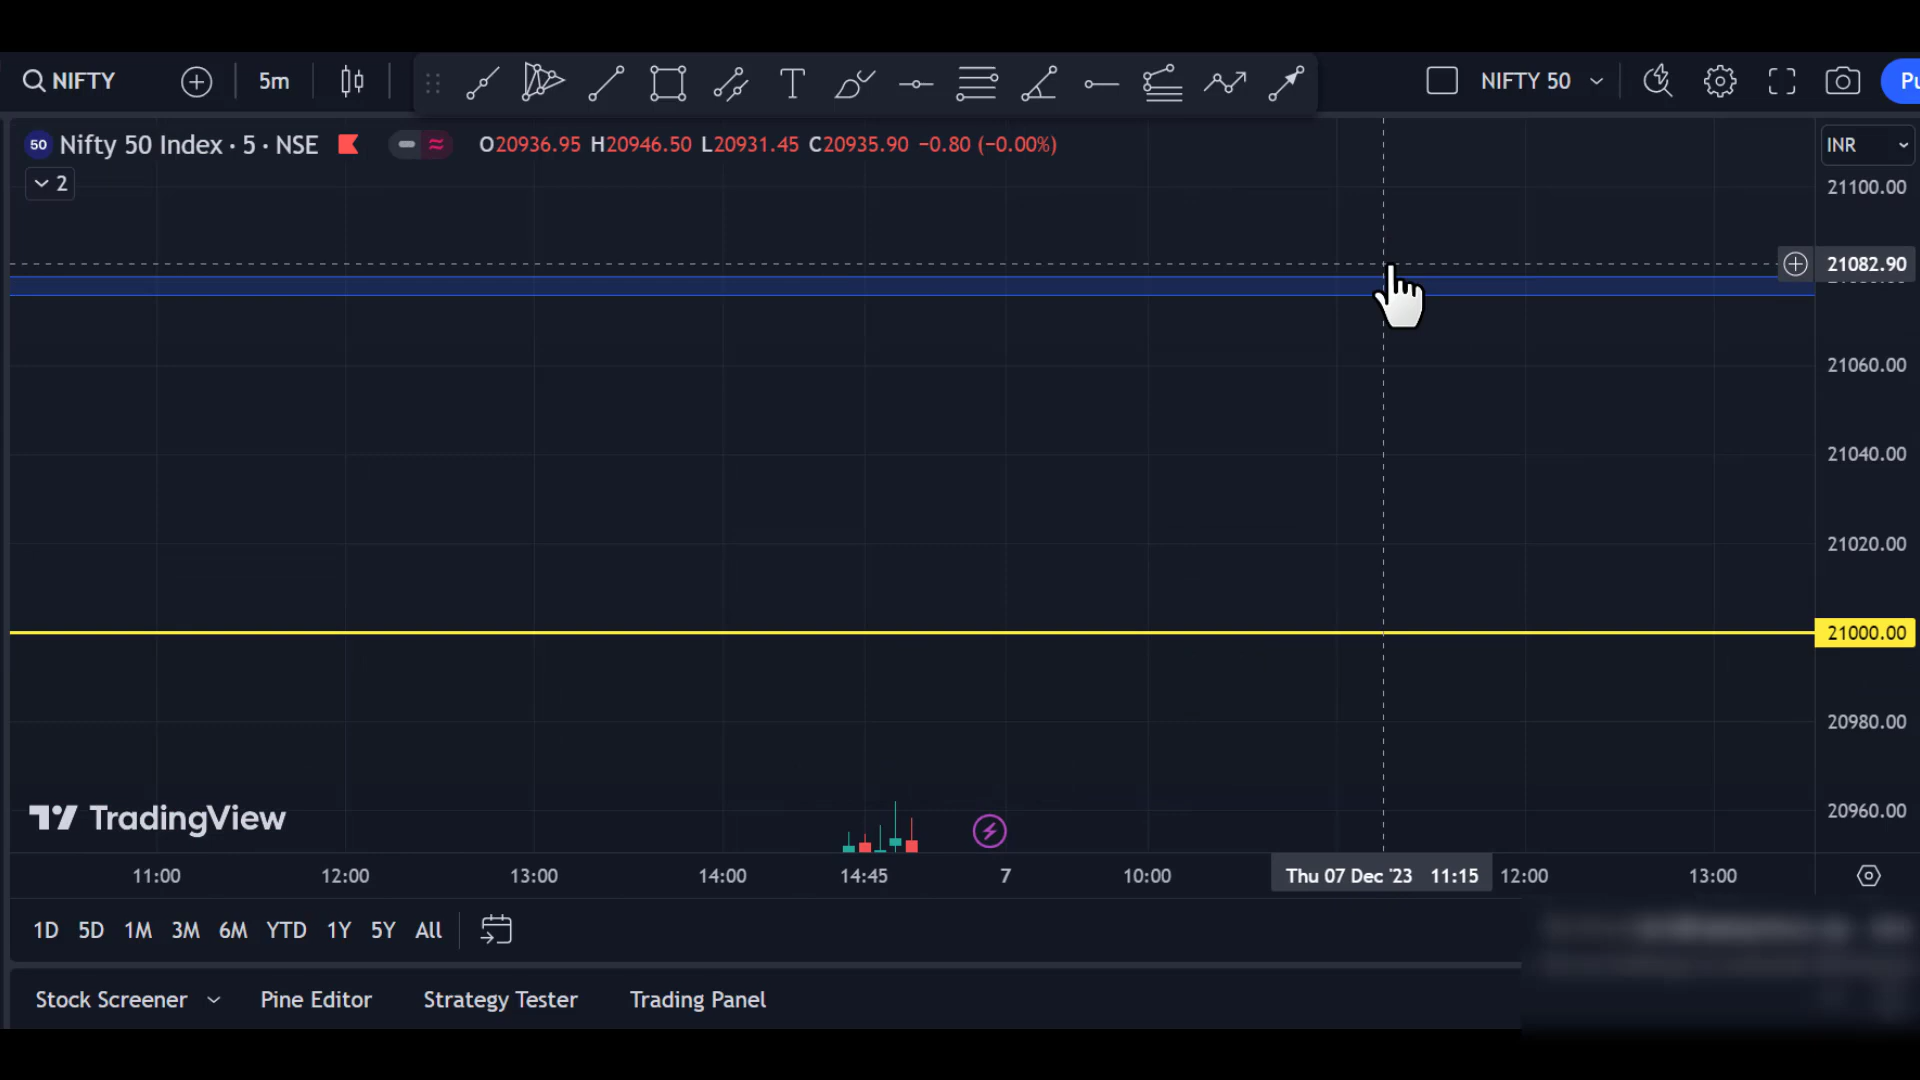 NIFTY 5m T NIFTY 50 Pu
50 Nifty 50 Index · 5 · NSE O20936.95 H20946.50 L20931.45 C20935.90 −0.80 (−0.00%) INR
2
21100.00
21082.90
21060.00
21040.00
21020.00
21000.00
20980.00
20960.00
TradingView
11:00 12:00 13:00 14:00 14:45 7 10:00 Thu 07 Dec '23 11:15 12:00 13:00
1D 5D 1M 3M 6M YTD 1Y 5Y All
Stock Screener Pine Editor Strategy Tester Trading Panel